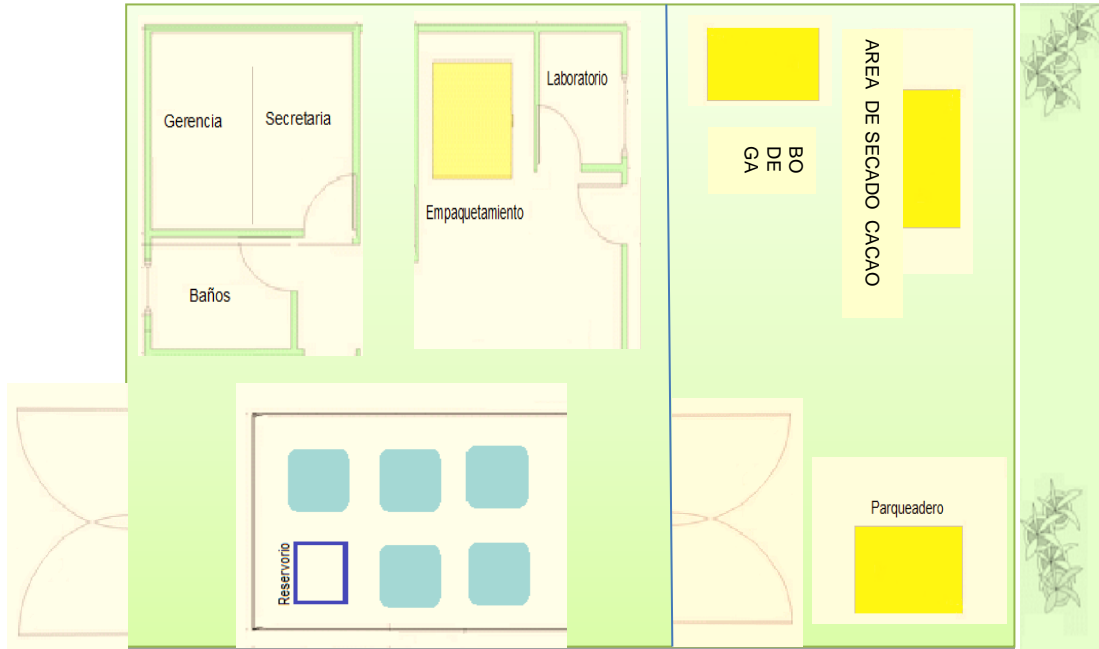 Gerencia
Secretaria
Baños
Laboratorio
Empaquetamiento
BO
DE
GA
AREA DE SECADO CACAO
Reservorio
Parqueadero